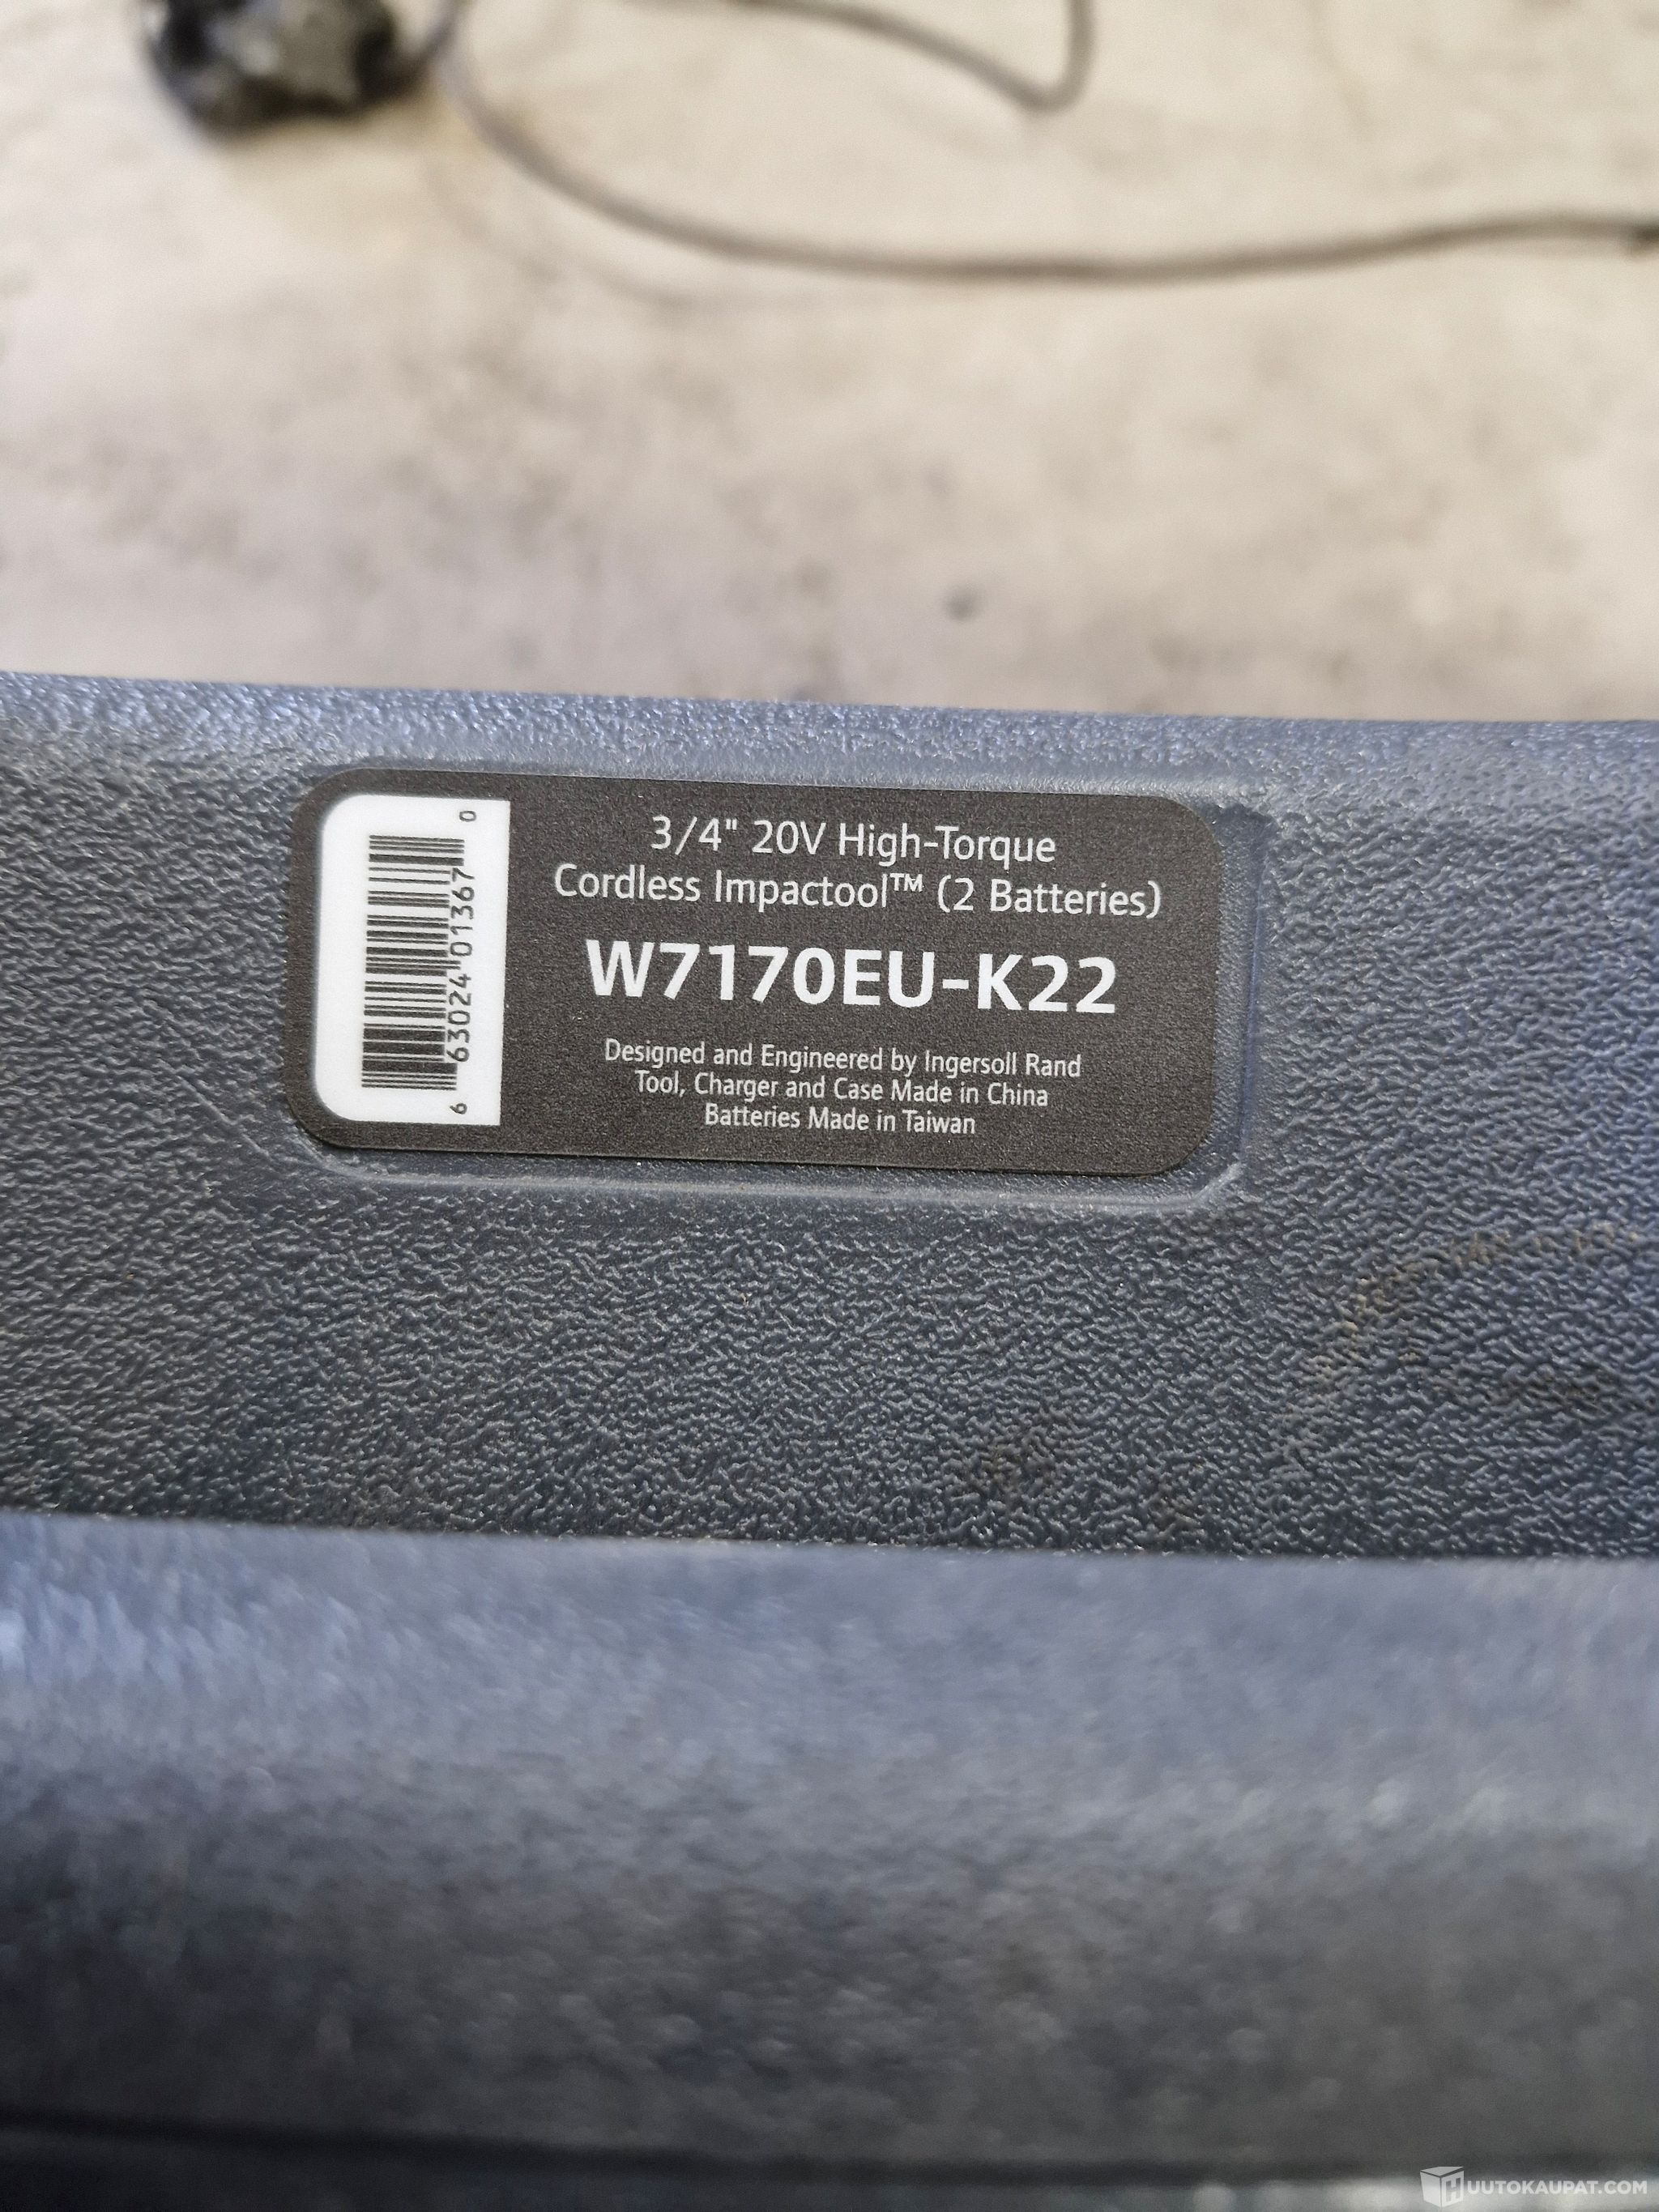 3/4" 20V High-Torque
Cordless Impactool™ (2 Batteries)
W7170EU-K22
Designed and Engineered by Ingersoll Rand
Tool, Charger and Case Made in China
Batteries Made in Taiwan
6 63024 01367 0
HUUTOKAUPAT.COM